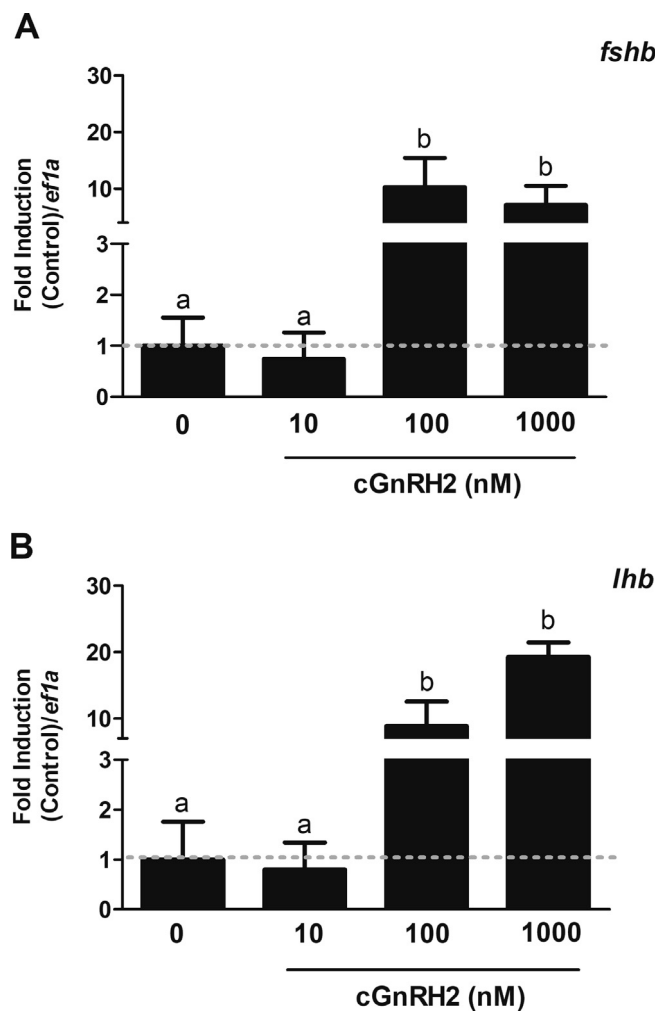 A
fshb
Fold Induction
(Control)/ef1a
30
20
10
3
2
1
0
a
a
b
b
0 10 100 1000
cGnRH2 (nM)
B
lhb
Fold Induction
(Control)/ef1a
30
20
10
3
2
1
0
a
a
b
b
0 10 100 1000
cGnRH2 (nM)